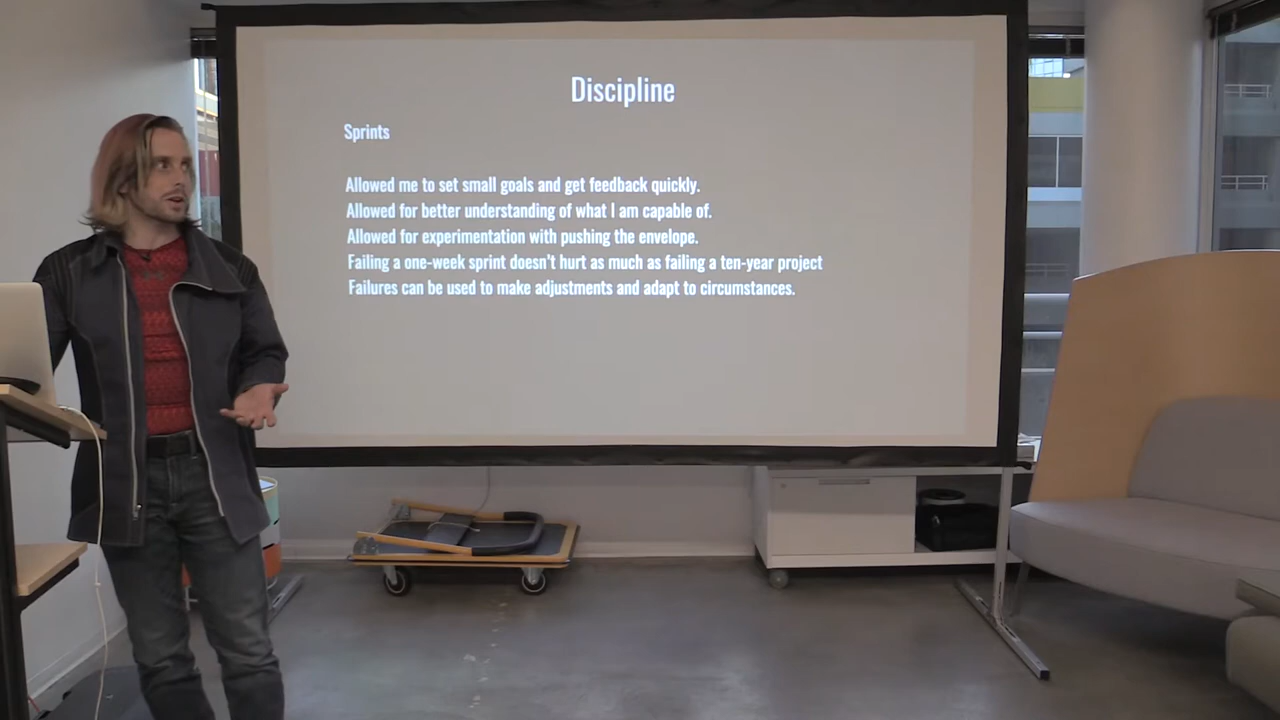 Discipline
Sprints
Allowed me to set small goals and get feedback quickly.
Allowed for better understanding of what I am capable of.
Allowed for experimentation with pushing the envelope.
Failing a one-week sprint doesn't hurt as much as failing a ten-year project
Failures can be used to make adjustments and adapt to circumstances.